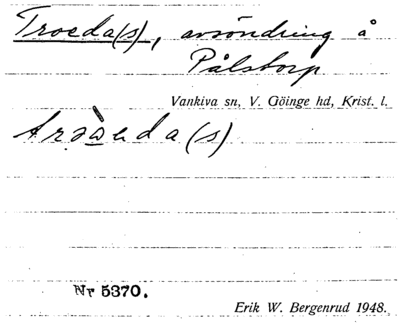 Troeda(s), avsöndring å
Pålstorp
Vankiva sn, V. Göinge hd, Krist. l.
Nr 5370.
Erik W. Bergenrud 1948.